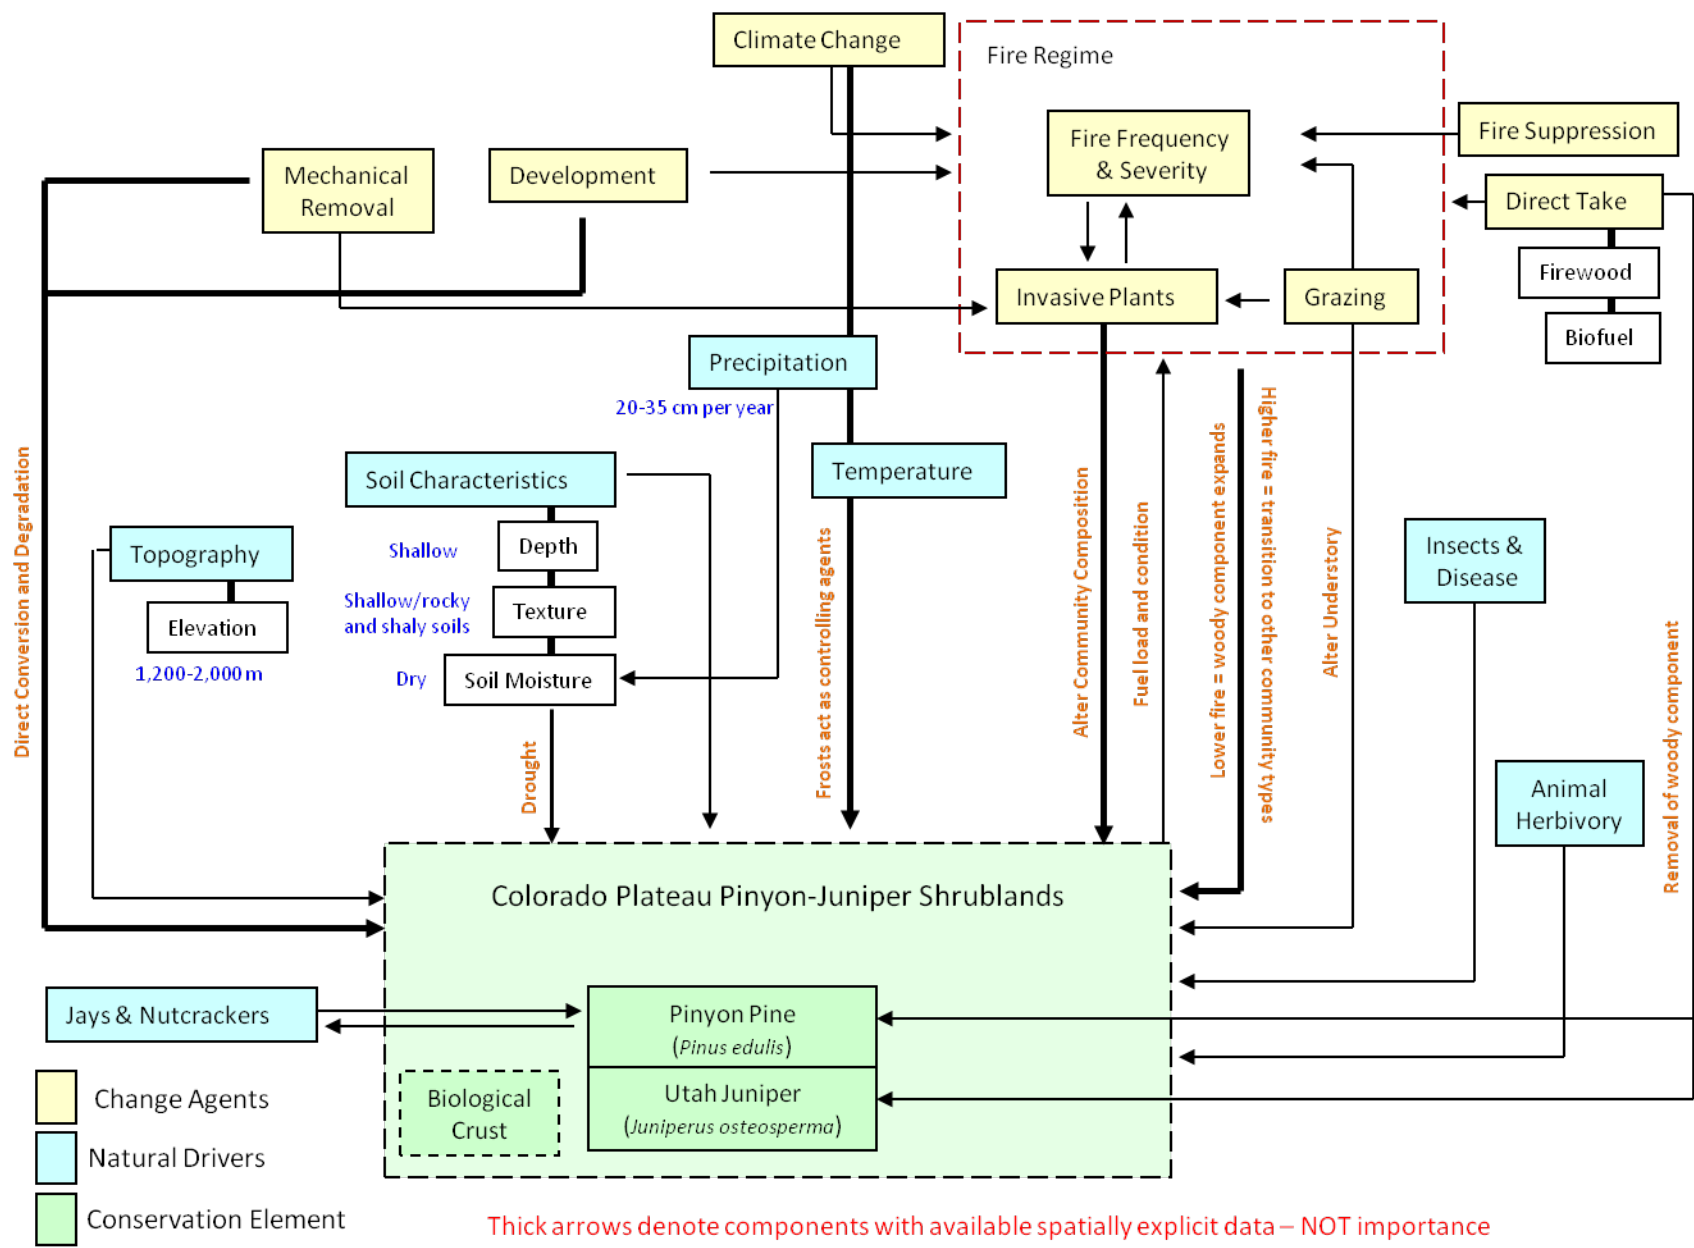 Climate Change
Fire Regime
Fire Frequency
& Severity
Fire Suppression
Mechanical
Removal
Development
Direct Take
Firewood
Biofuel
Invasive Plants
Grazing
Precipitation
20-35 cm per year
Temperature
Soil Characteristics
Depth
Shallow
Texture
Shallow/rocky
and shaly soils
Soil Moisture
Dry
Topography
Elevation
1,200-2,000 m
Insects &
Disease
Animal
Herbivory
Direct Conversion and Degradation
Drought
Frosts act as controlling agents
Alter Community Composition
Fuel load and condition
Lower fire = woody component expands
Higher fire = transition to other community types
Alter Understory
Removal of woody component
Colorado Plateau Pinyon-Juniper Shrublands
Jays & Nutcrackers
Pinyon Pine
(Pinus edulis)
Utah Juniper
(Juniperus osteosperma)
Biological
Crust
Change Agents
Natural Drivers
Conservation Element
Thick arrows denote components with available spatially explicit data – NOT importance